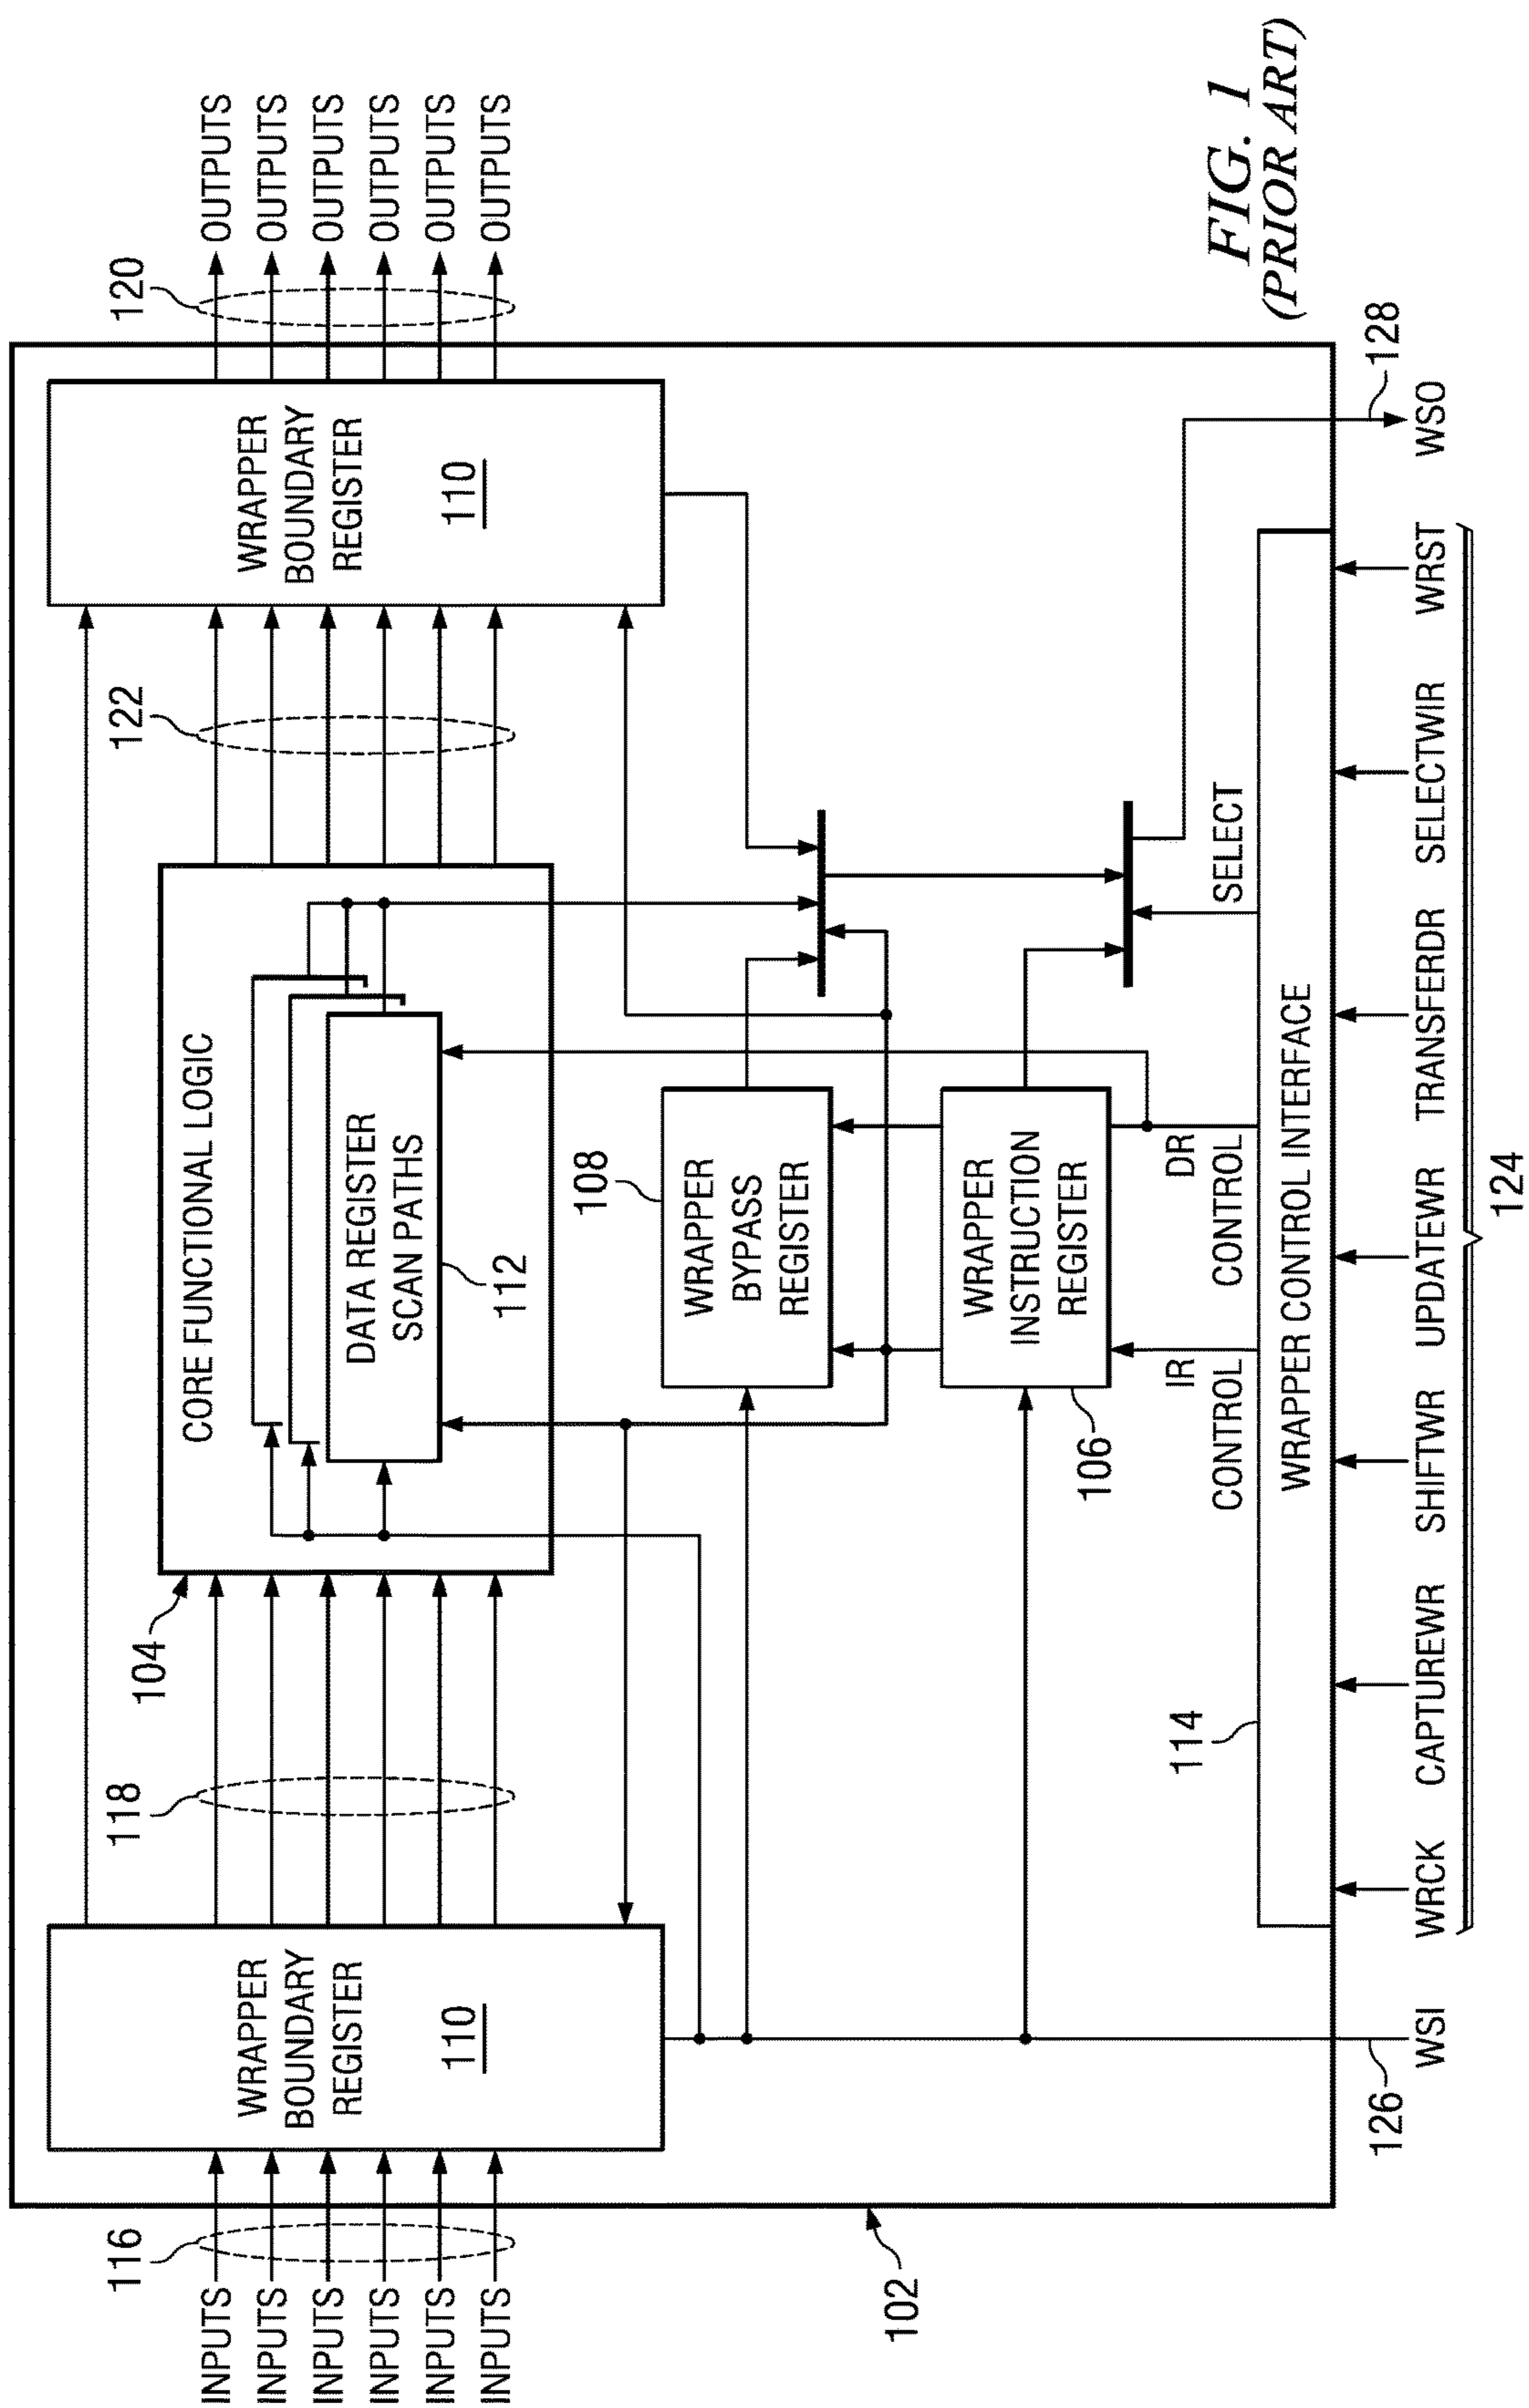 120
OUTPUTS
OUTPUTS
OUTPUTS
OUTPUTS
OUTPUTS
OUTPUTS
116
INPUTS
INPUTS
INPUTS
INPUTS
INPUTS
INPUTS
WRAPPER
BOUNDARY
REGISTER
110
118
104
CORE FUNCTIONAL LOGIC
DATA REGISTER
SCAN PATHS
112
122
WRAPPER
BOUNDARY
REGISTER
110
108
WRAPPER
BYPASS
REGISTER
WRAPPER
INSTRUCTION
REGISTER
106
IR
CONTROL
DR
CONTROL
SELECT
114
WRAPPER CONTROL INTERFACE
102
126
WSI
WRCK
CAPTUREWR
SHIFTWR
UPDATEWR
TRANSFERDR
SELECTWIR
WRST
WSO
128
124
FIG. 1
(PRIOR ART)